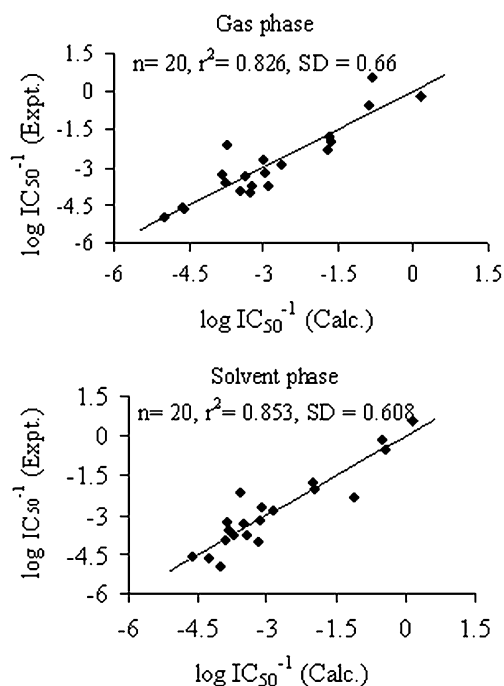 Gas phase
n= 20, r²= 0.826, SD = 0.66
1.5
0
-1.5
-3
-4.5
-6
log IC₅₀⁻¹ (Expt.)
-6 -4.5 -3 -1.5 0 1.5
log IC₅₀⁻¹ (Calc.)
Solvent phase
n= 20, r²= 0.853, SD = 0.608
1.5
0
-1.5
-3
-4.5
-6
log IC₅₀⁻¹ (Expt.)
-6 -4.5 -3 -1.5 0 1.5
log IC₅₀⁻¹ (Calc.)